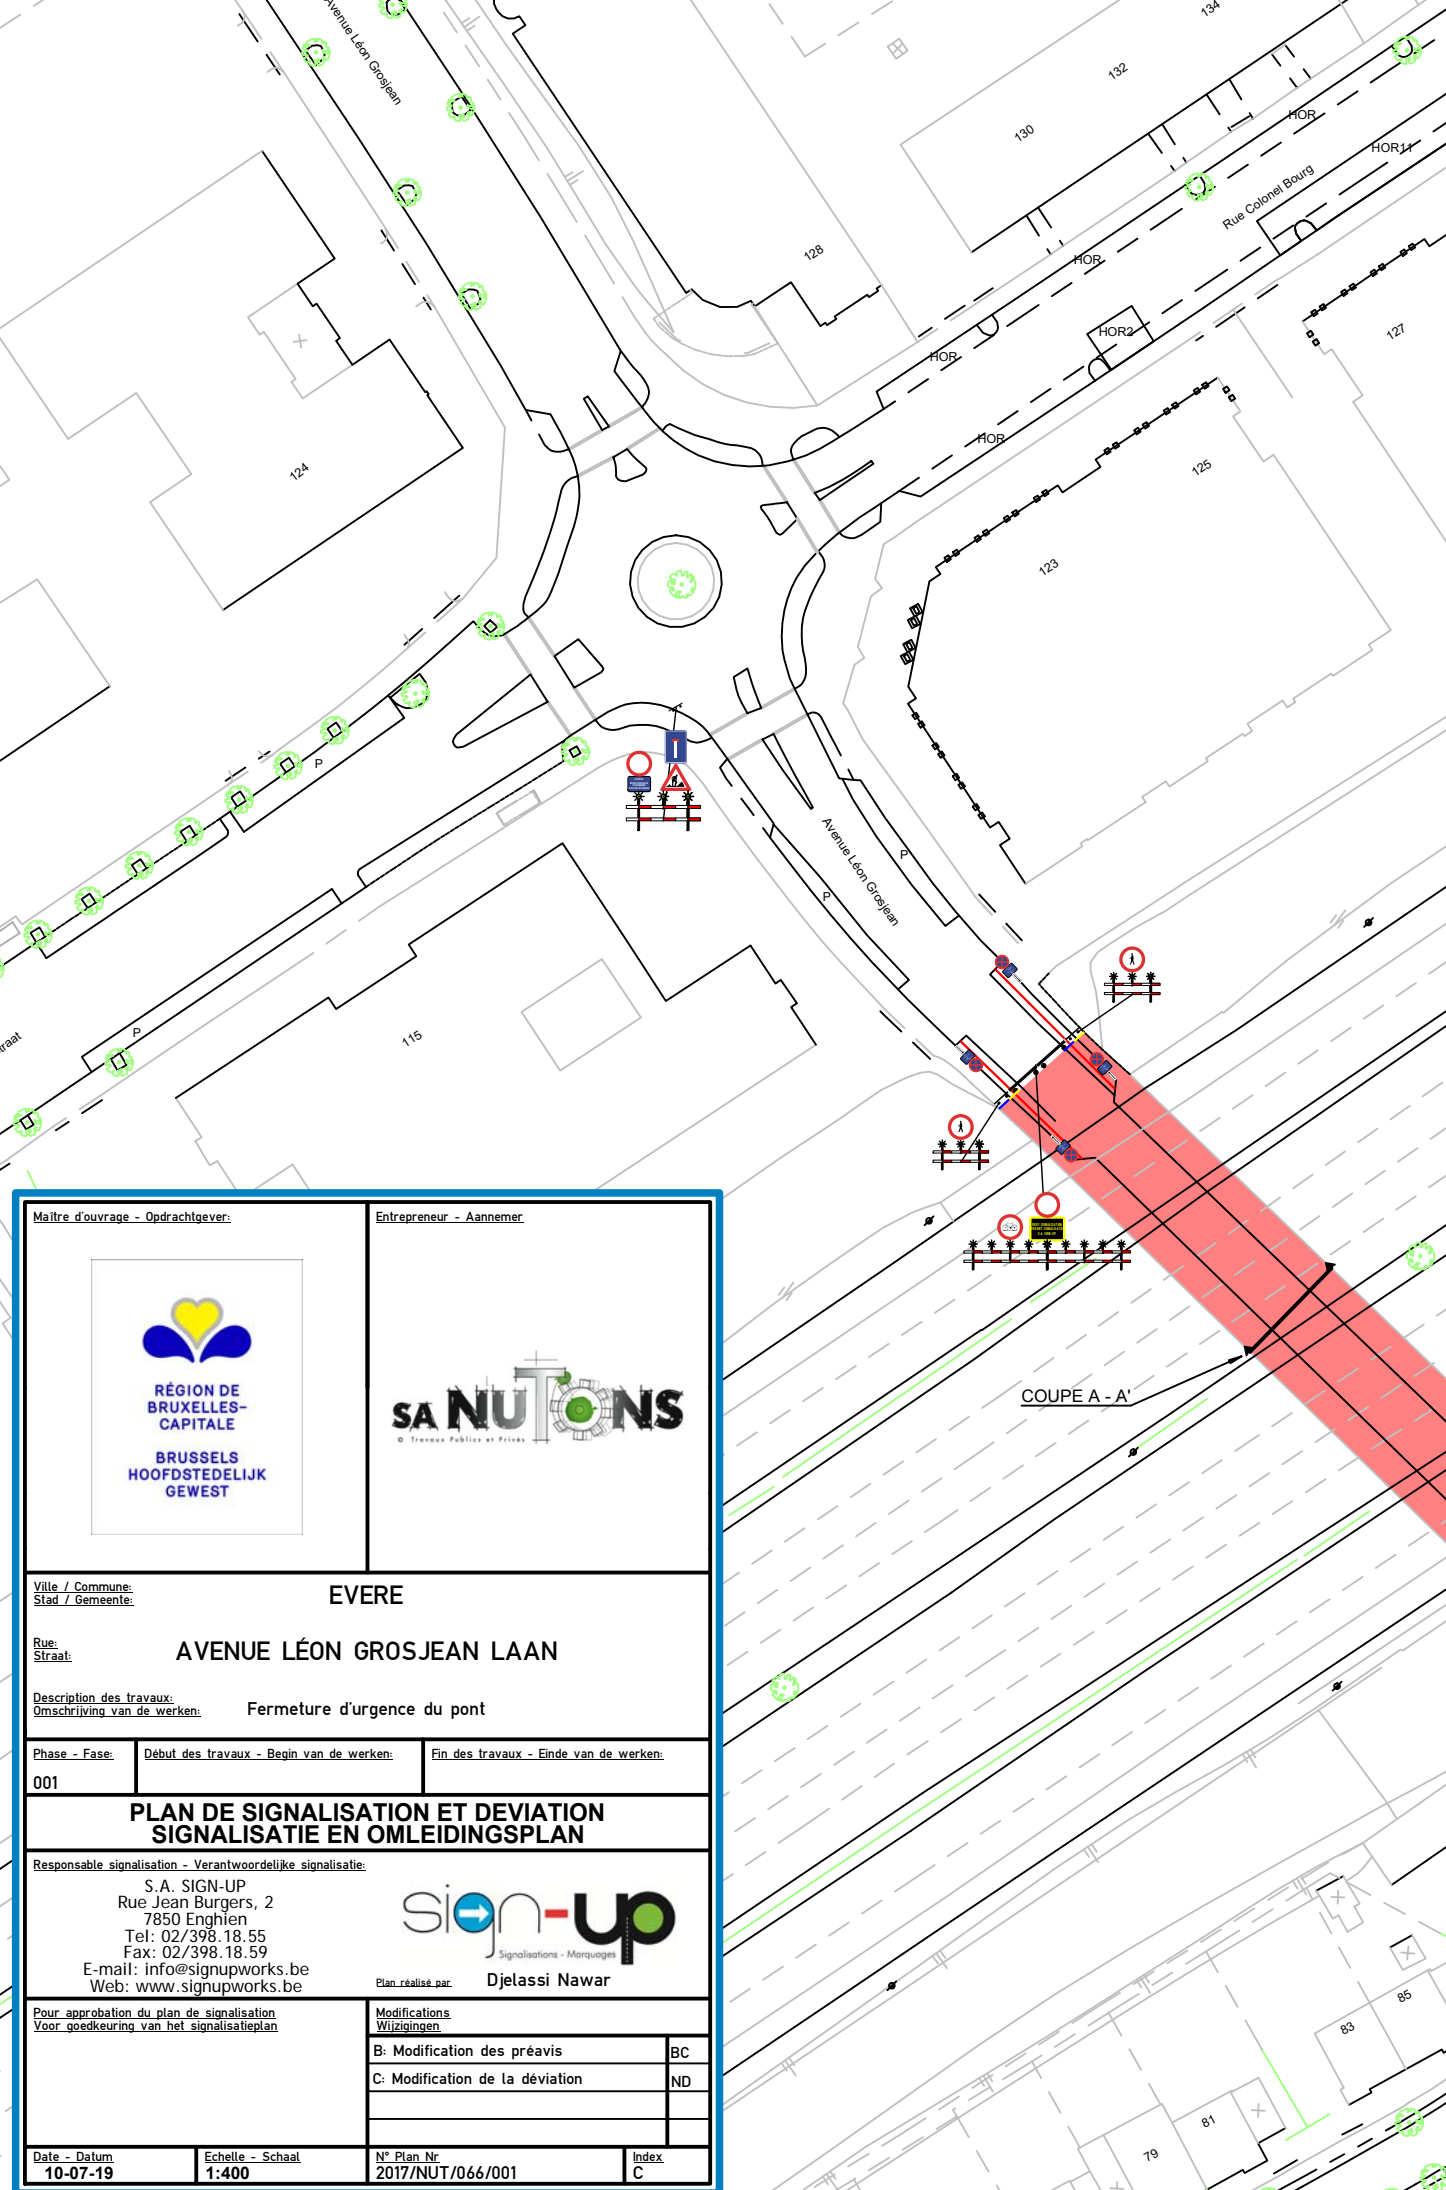 Avenue Léon Grosjean
134
132
130
HOR
HOR11
Rue Colonel Bourg
128
HOR
HOR2
127
HOR
HOR
124
125
123
P
P
Avenue Léon Grosjean
P
115
P
COUPE A - A'
Maître d'ouvrage - Opdrachtgever:
Entrepreneur - Aannemer
RÉGION DE
BRUXELLES-
CAPITALE
BRUSSELS
HOOFDSTEDELIJK
GEWEST
SA NUTONS
© Travaux Publics et Privés
Ville / Commune:
Stad / Gemeente:
EVERE
Rue:
Straat:
AVENUE LÉON GROSJEAN LAAN
Description des travaux:
Omschrijving van de werken:
Fermeture d'urgence du pont
Phase - Fase:
001
Début des travaux - Begin van de werken:
Fin des travaux - Einde van de werken:
PLAN DE SIGNALISATION ET DEVIATION
SIGNALISATIE EN OMLEIDINGSPLAN
Responsable signalisation - Verantwoordelijke signalisatie:
S.A. SIGN-UP
Rue Jean Burgers, 2
7850 Enghien
Tel: 02/398.18.55
Fax: 02/398.18.59
E-mail: info@signupworks.be
Web: www.signupworks.be
sign-up
Signalisations - Marquages
Plan réalisé par
Djelassi Nawar
Pour approbation du plan de signalisation
Voor goedkeuring van het signalisatieplan
Modifications
Wijzigingen
B: Modification des préavis
BC
C: Modification de la déviation
ND
Date - Datum
10-07-19
Echelle - Schaal
1:400
N° Plan Nr
2017/NUT/066/001
Index
C
85
83
81
79